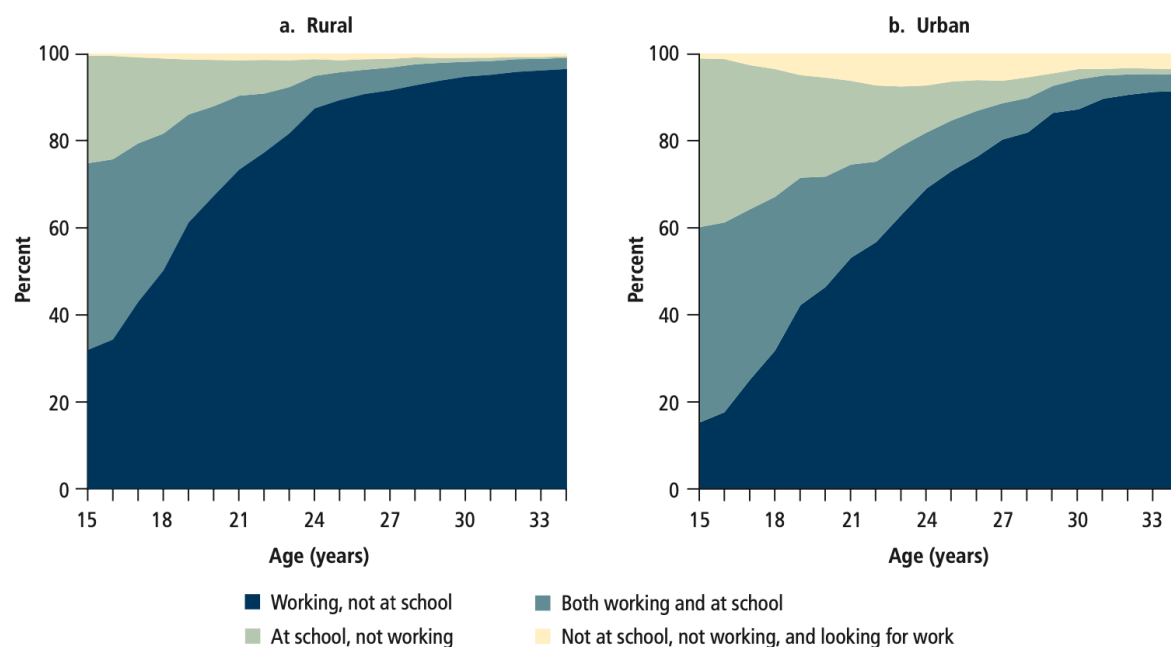 a. Rural
b. Urban
100
80
60
40
20
0
Percent
15 18 21 24 27 30 33
Age (years)
100
80
60
40
20
0
Percent
15 18 21 24 27 30 33
Age (years)
Working, not at school
Both working and at school
At school, not working
Not at school, not working, and looking for work